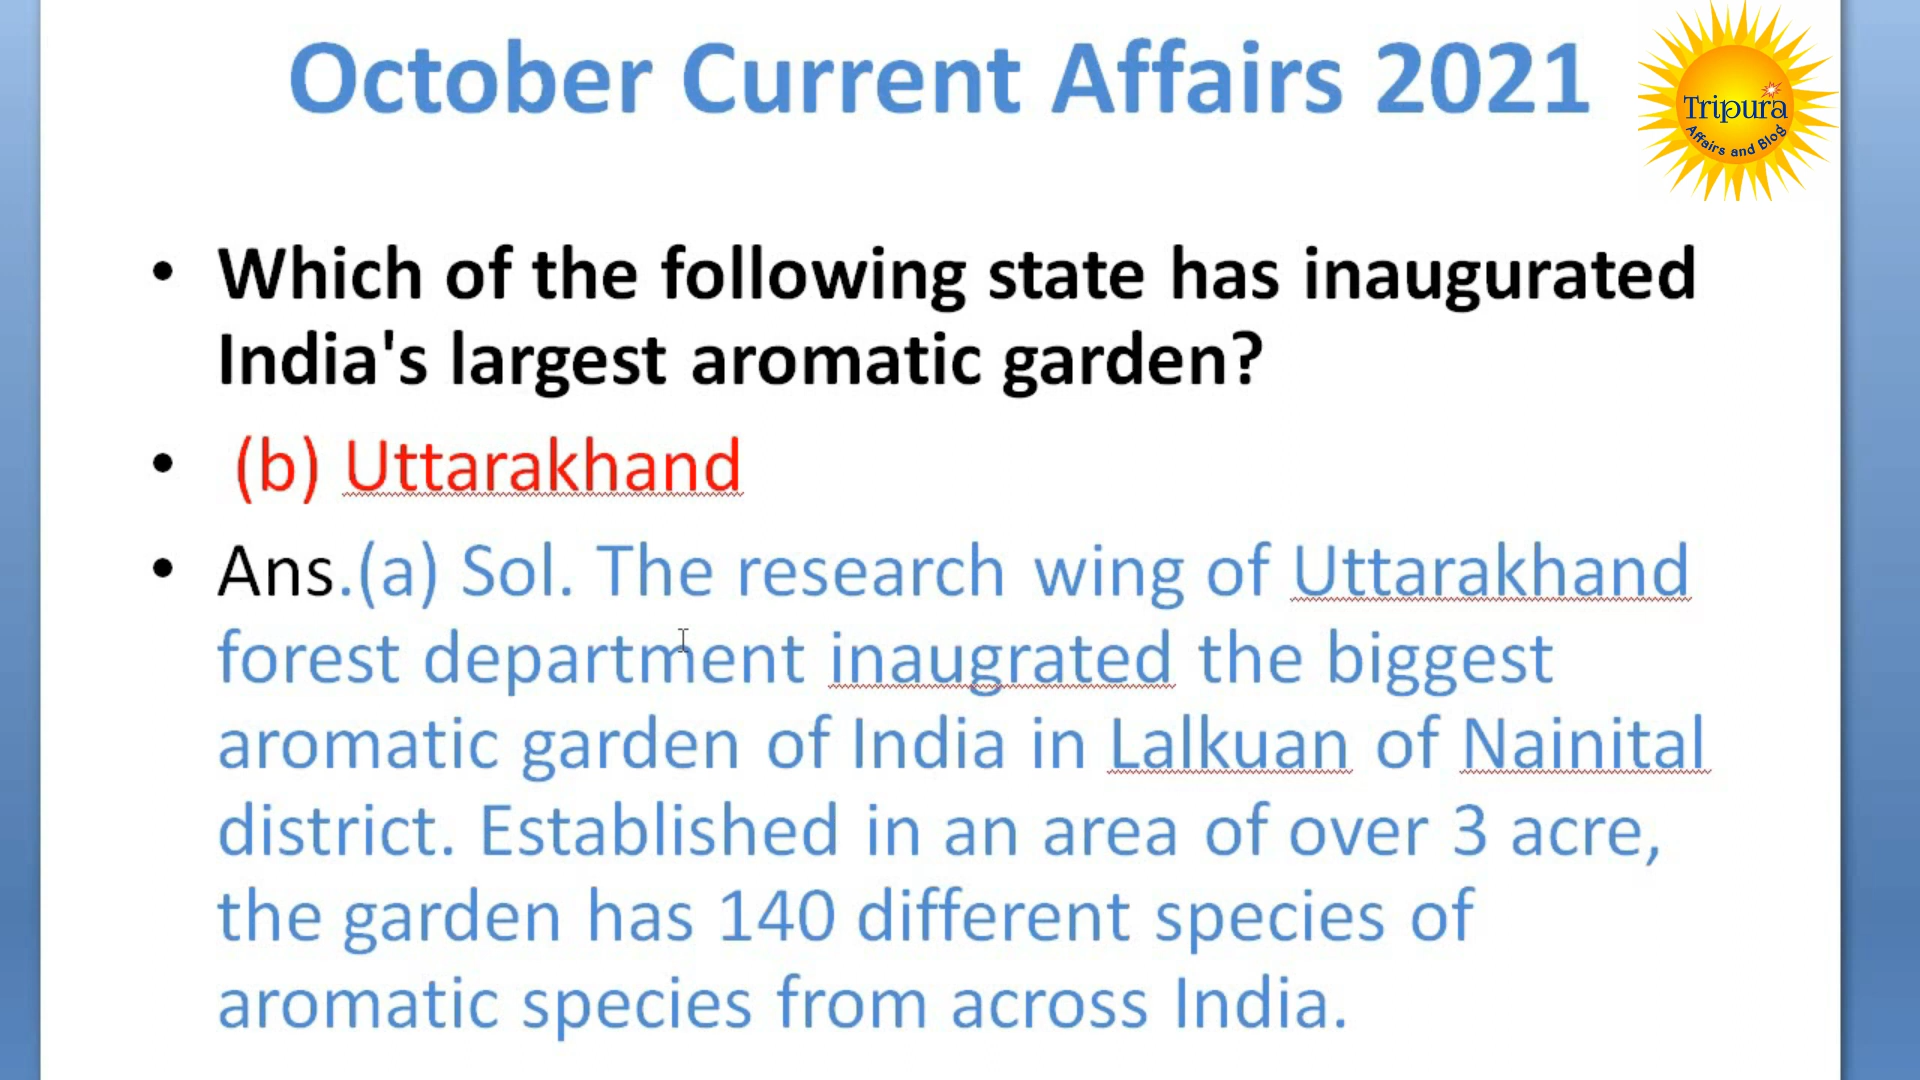 October Current Affairs 2021
Tripura
Affairs and Blog
• Which of the following state has inaugurated
India's largest aromatic garden?
• (b) Uttarakhand
• Ans.(a) Sol. The research wing of Uttarakhand
forest department inaugrated the biggest
aromatic garden of India in Lalkuan of Nainital
district. Established in an area of over 3 acre,
the garden has 140 different species of
aromatic species from across India.